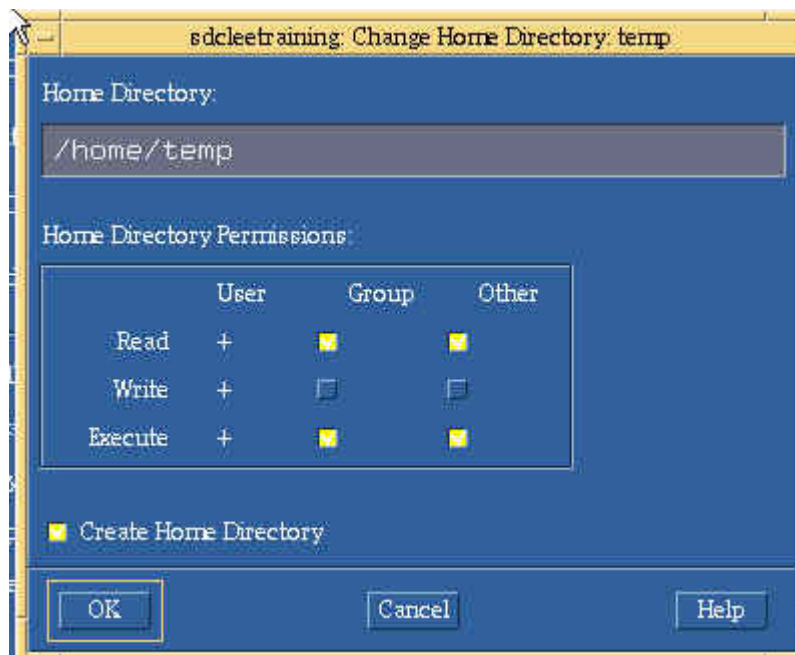 sdcleetraining: Change Home Directory: temp
Home Directory:
/home/temp
Home Directory Permissions:
User Group Other
Read +
Write +
Execute +
Create Home Directory
OK Cancel Help